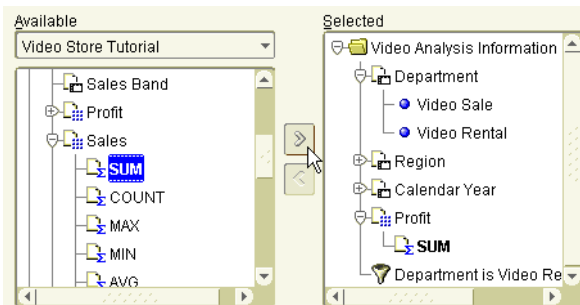 Available
Video Store Tutorial
Sales Band
Profit
Sales
SUM
COUNT
MAX
MIN
AVG
Selected
Video Analysis Information
Department
Video Sale
Video Rental
Region
Calendar Year
Profit
SUM
Department is Video Re